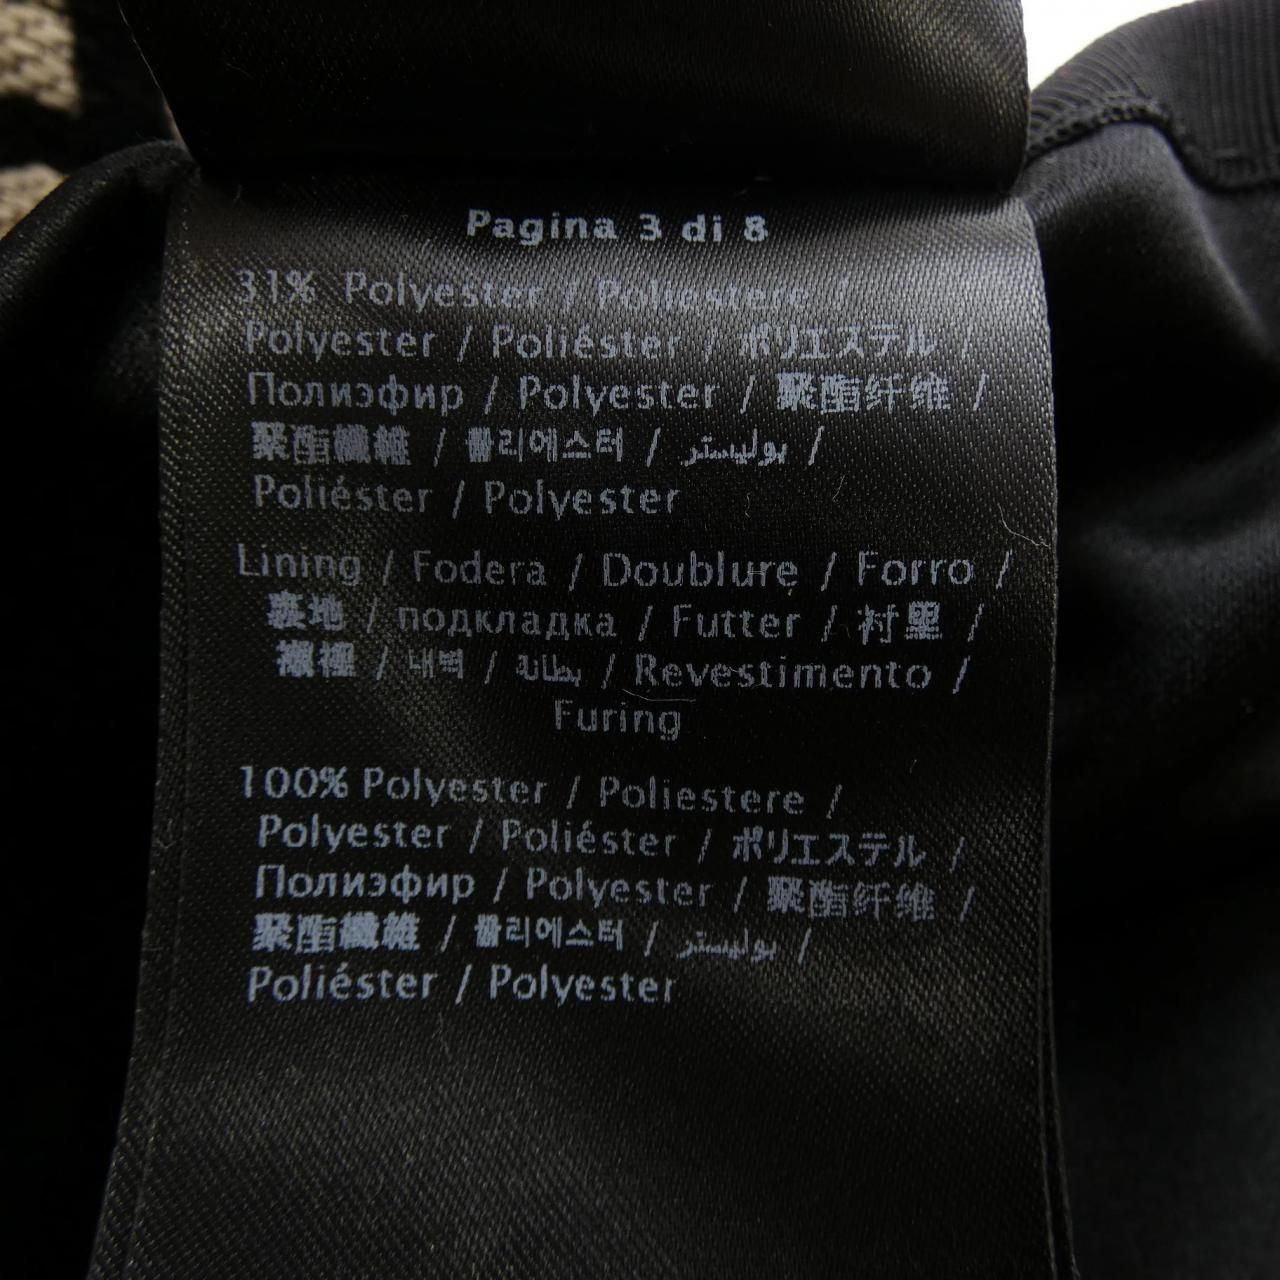 Pagina 3 di 8
31% Polyester / Poliestere /
Polyester / Poliéster / ポリエステル /
Полиэфир / Polyester / 聚酯纤维 /
聚酯纖維 / 폴리에스터 / بوليستر /
Poliéster / Polyester
Lining / Fodera / Doublure / Forro /
裏地 / подкладка / Futter / 衬里 /
襯裡 / 내벽 / بطانة / Revestimento /
Furing
100% Polyester / Poliestere /
Polyester / Poliéster / ポリエステル /
Полиэфир / Polyester / 聚酯纤维 /
聚酯纖維 / 폴리에스터 / بوليستر /
Poliéster / Polyester